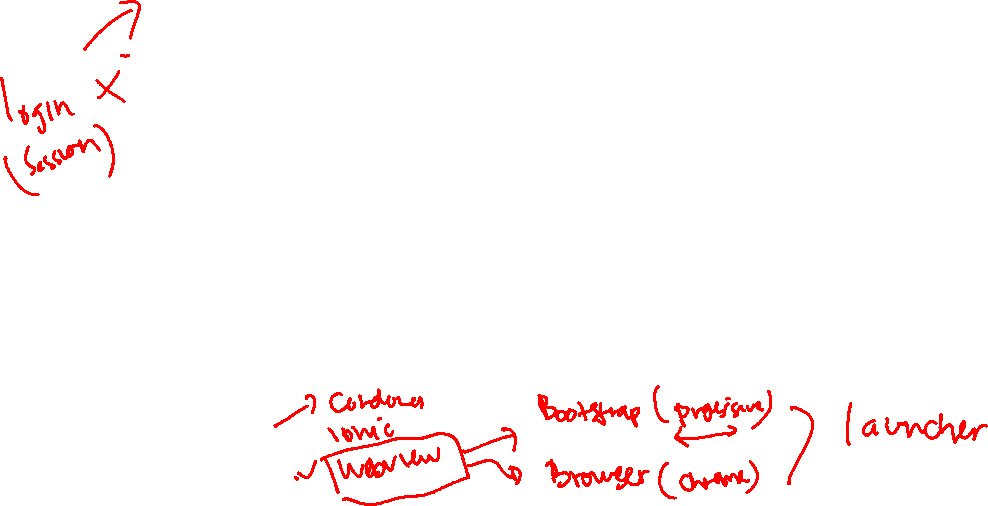 login X
(Session)
Cordova
ionic
Webview
Bootstrap (progressive)
Browser (chrome)
launcher